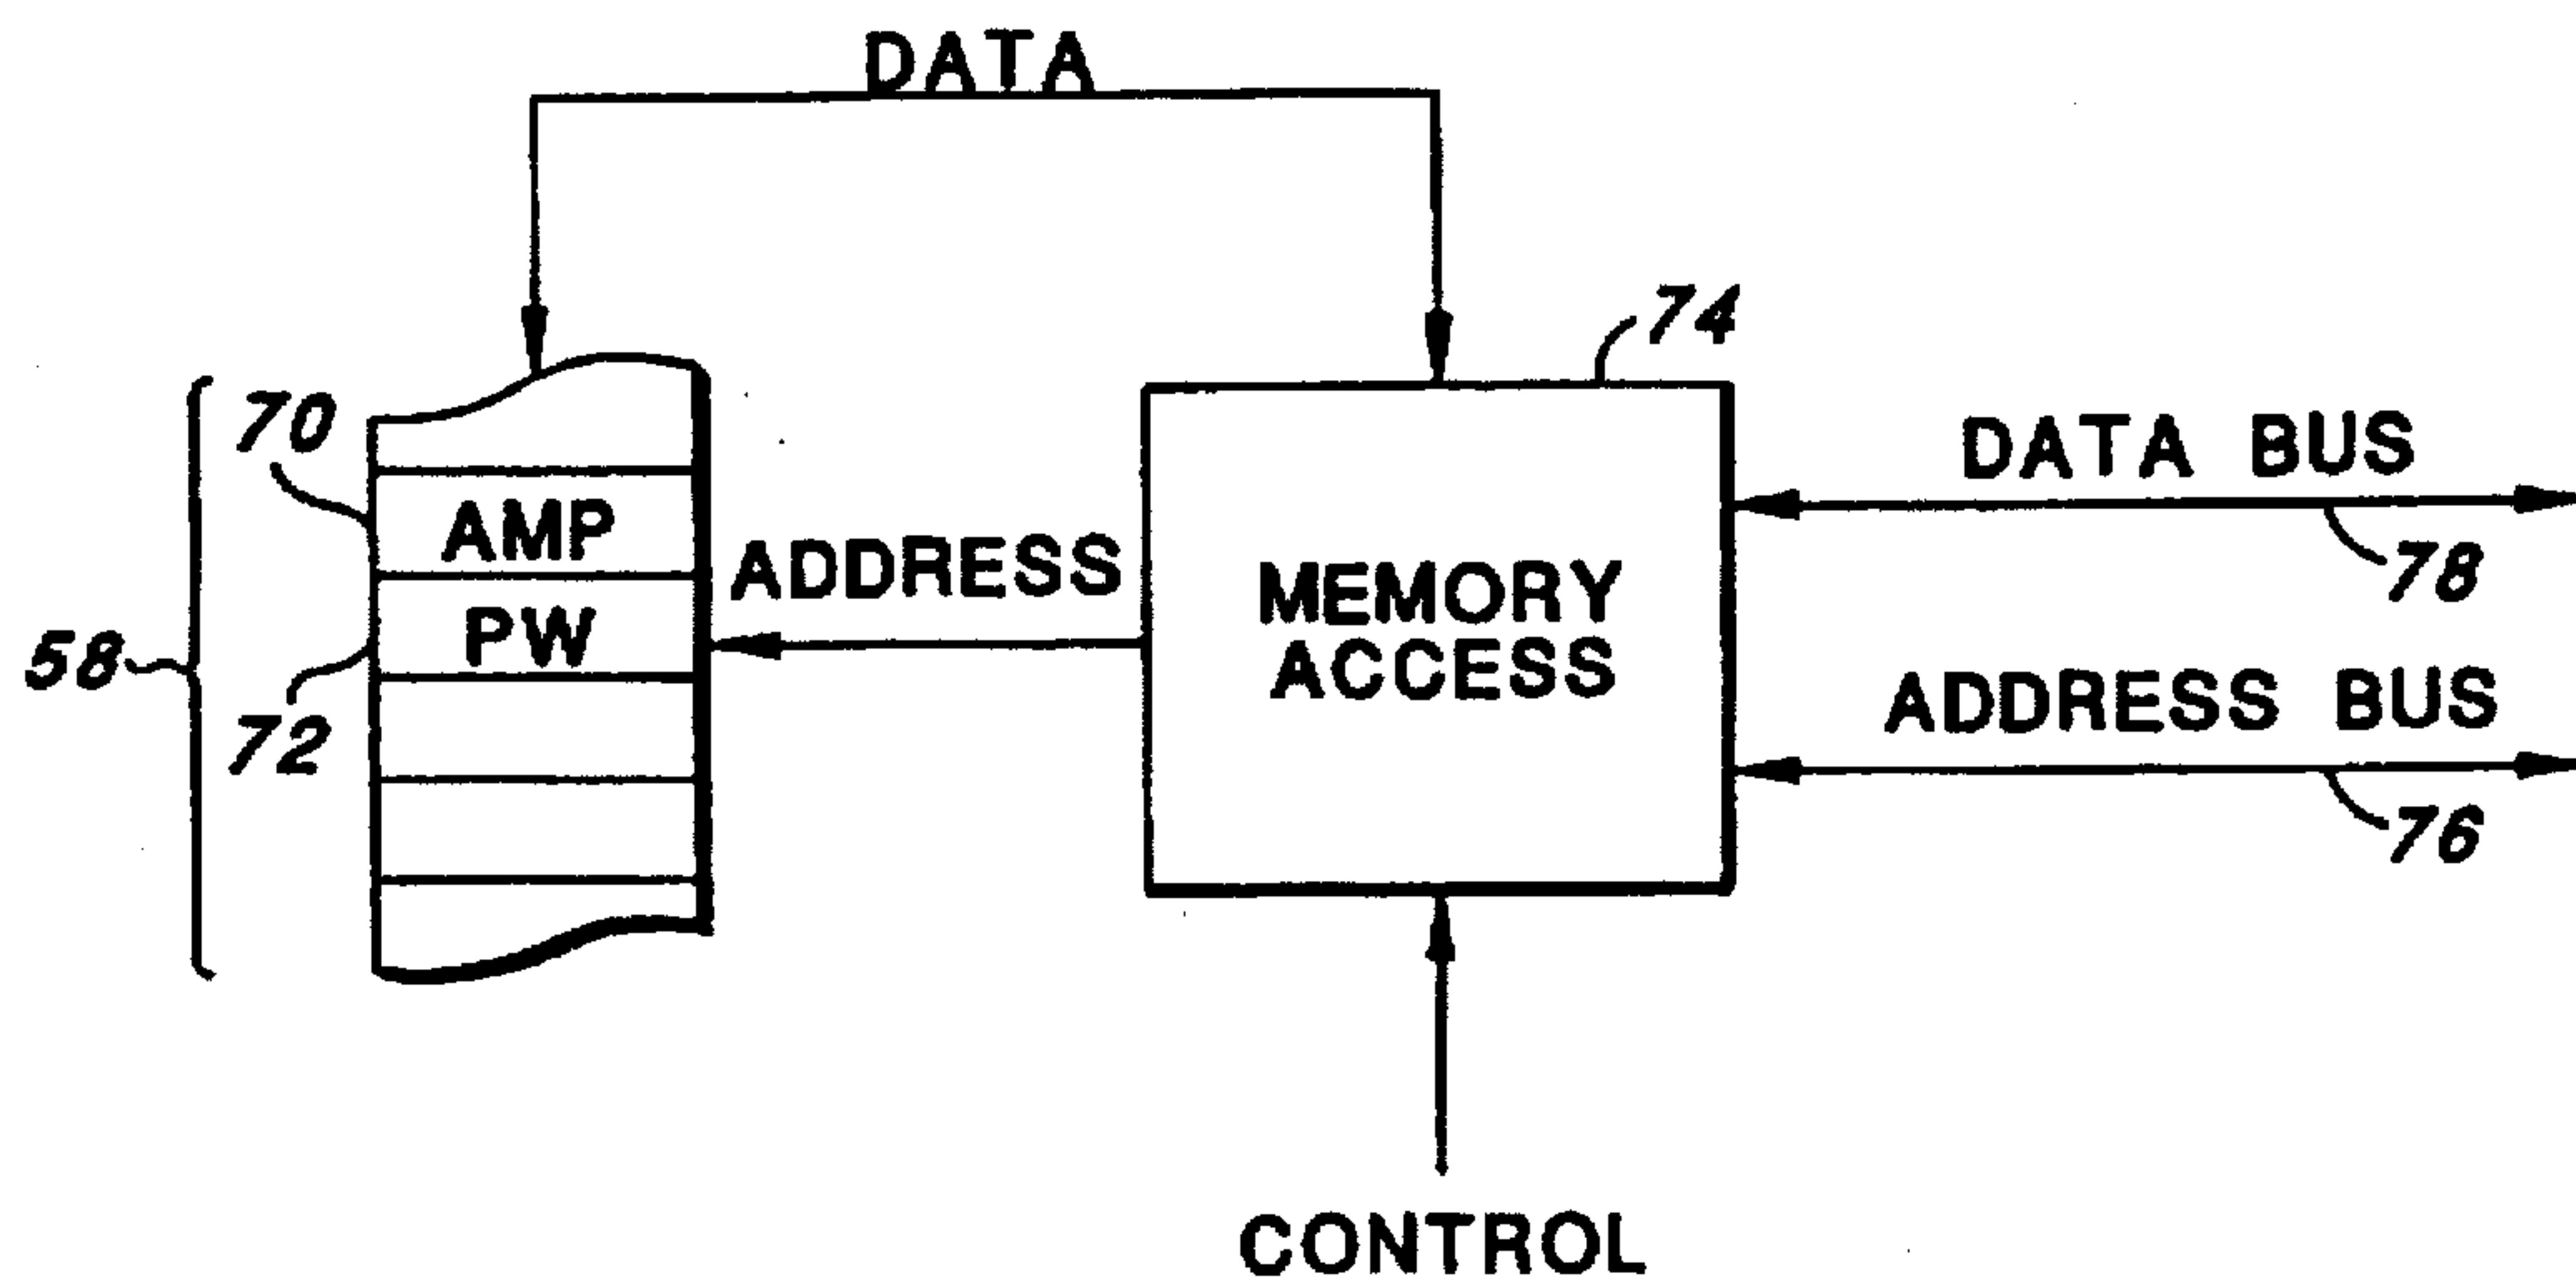 DATA
74
70
DATA BUS
AMP
ADDRESS
78
MEMORY
ACCESS
PW
58
ADDRESS BUS
72
76
CONTROL